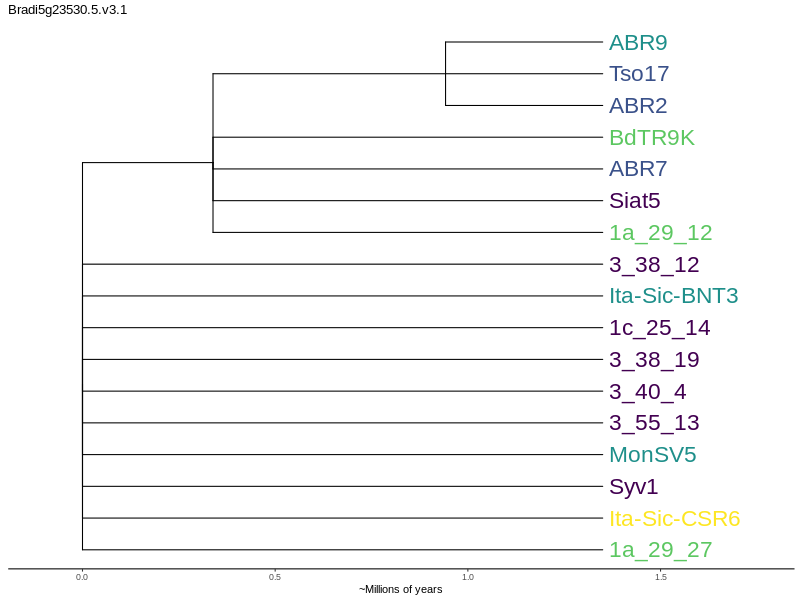 Bradi5g23530.5.v3.1
ABR9
Tso17
ABR2
BdTR9K
ABR7
Siat5
1a_29_12
3_38_12
Ita-Sic-BNT3
1c_25_14
3_38_19
3_40_4
3_55_13
MonSV5
Syv1
Ita-Sic-CSR6
1a_29_27
0.0 0.5 1.0 1.5
~Millions of years